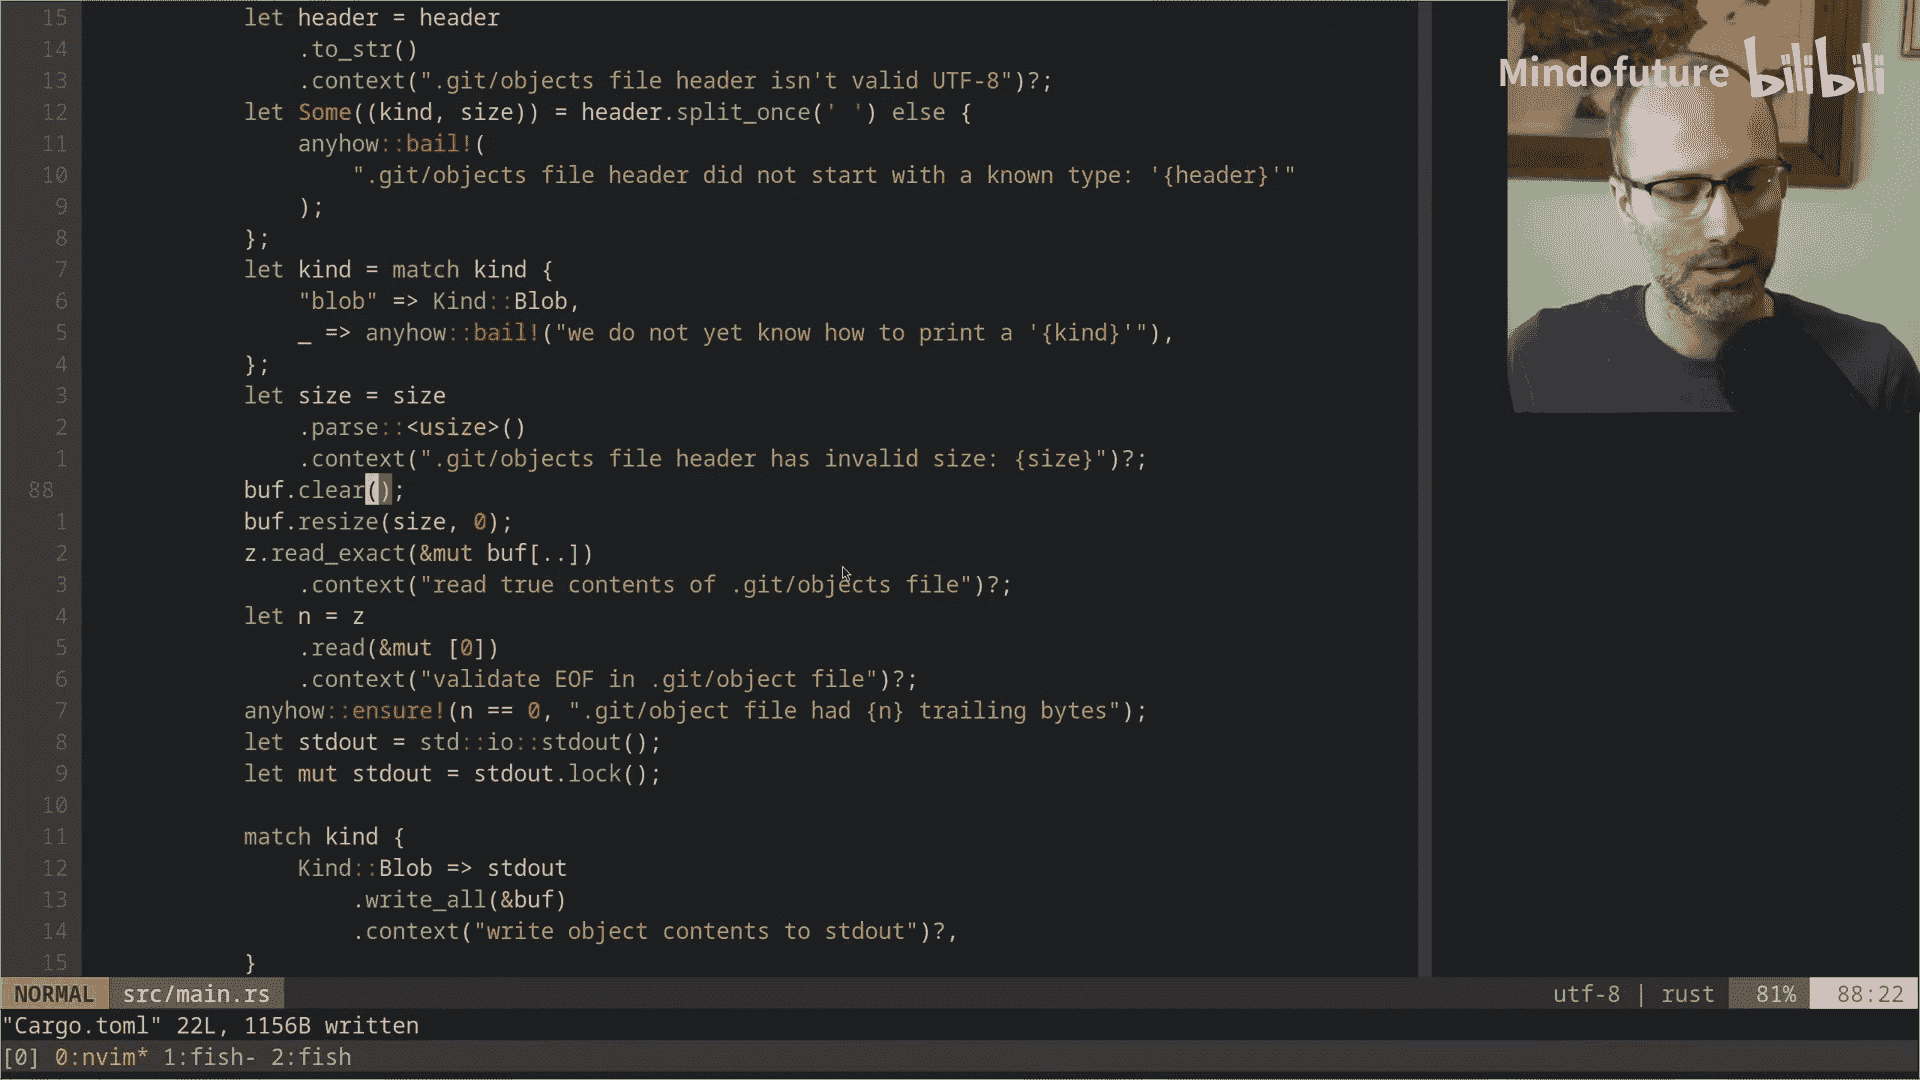 15 let header = header
14 .to_str()
13 .context(".git/objects file header isn't valid UTF-8")?;
12 let Some((kind, size)) = header.split_once(' ') else {
11 anyhow::bail!(
10 ".git/objects file header did not start with a known type: '{header}'"
9 );
8 };
7 let kind = match kind {
6 "blob" => Kind::Blob,
5 _ => anyhow::bail!("we do not yet know how to print a '{kind}'"),
4 };
3 let size = size
2 .parse::<usize>()
1 .context(".git/objects file header has invalid size: {size}")?;
88 buf.clear();
1 buf.resize(size, 0);
2 z.read_exact(&mut buf[..])
3 .context("read true contents of .git/objects file")?;
4 let n = z
5 .read(&mut [0])
6 .context("validate EOF in .git/object file")?;
7 anyhow::ensure!(n == 0, ".git/object file had {n} trailing bytes");
8 let stdout = std::io::stdout();
9 let mut stdout = stdout.lock();
10
11 match kind {
12 Kind::Blob => stdout
13 .write_all(&buf)
14 .context("write object contents to stdout")?,
15 }
NORMAL src/main.rs utf-8 | rust 81% 88:22
"Cargo.toml" 22L, 1156B written
[0] 0:nvim* 1:fish- 2:fish
Mindofuture bilibili